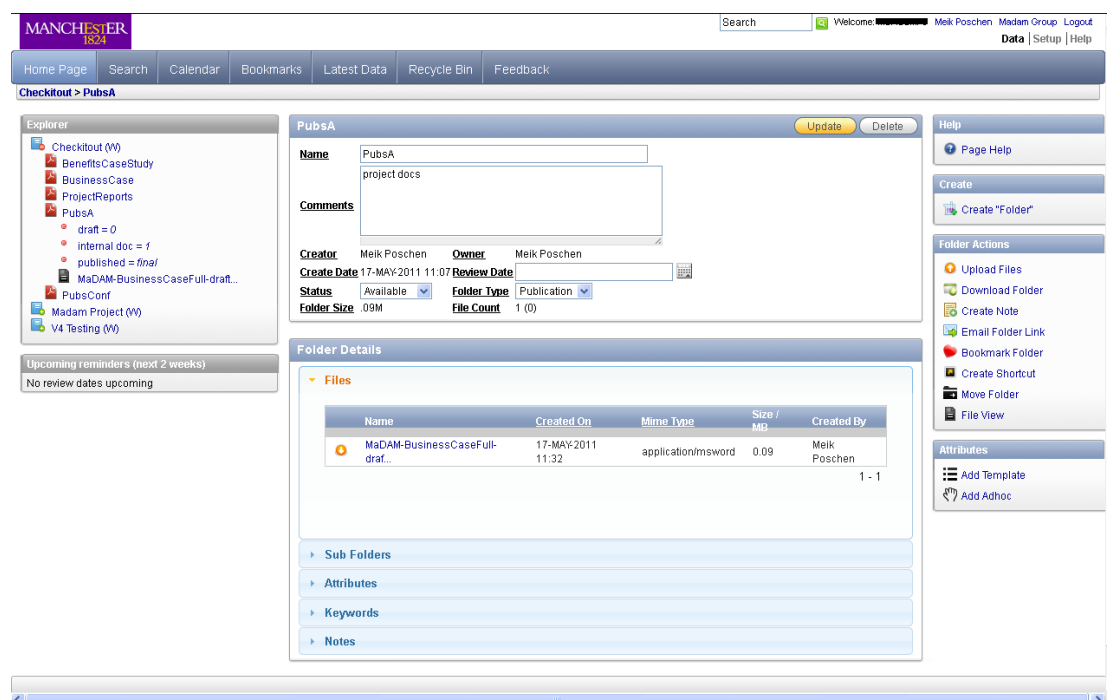 MANCHESTER
1824
Search
Welcome: Meik Poschen Madam Group Logout
Data | Setup | Help
Home Page Search Calendar Bookmarks Latest Data Recycle Bin Feedback
Checkitout > PubsA
Explorer
Checkitout (W)
BenefitsCaseStudy
BusinessCase
ProjectReports
PubsA
draft = 0
internal doc = 1
published = final
MaDAM-BusinessCaseFull-draft...
PubsConf
Madam Project (W)
V4 Testing (W)
Upcoming reminders (next 2 weeks)
No review dates upcoming
PubsA Update Delete
Name PubsA
Comments project docs
Creator Meik Poschen Owner Meik Poschen
Create Date 17-MAY-2011 11:07 Review Date
Status Available Folder Type Publication
Folder Size .09M File Count 1 (0)
Folder Details
Files
Name Created On Mime Type Size / MB Created By
MaDAM-BusinessCaseFull-draf... 17-MAY-2011 11:32 application/msword 0.09 Meik Poschen
1 - 1
Sub Folders
Attributes
Keywords
Notes
Help
Page Help
Create
Create "Folder"
Folder Actions
Upload Files
Download Folder
Create Note
Email Folder Link
Bookmark Folder
Create Shortcut
Move Folder
File View
Attributes
Add Template
Add Adhoc